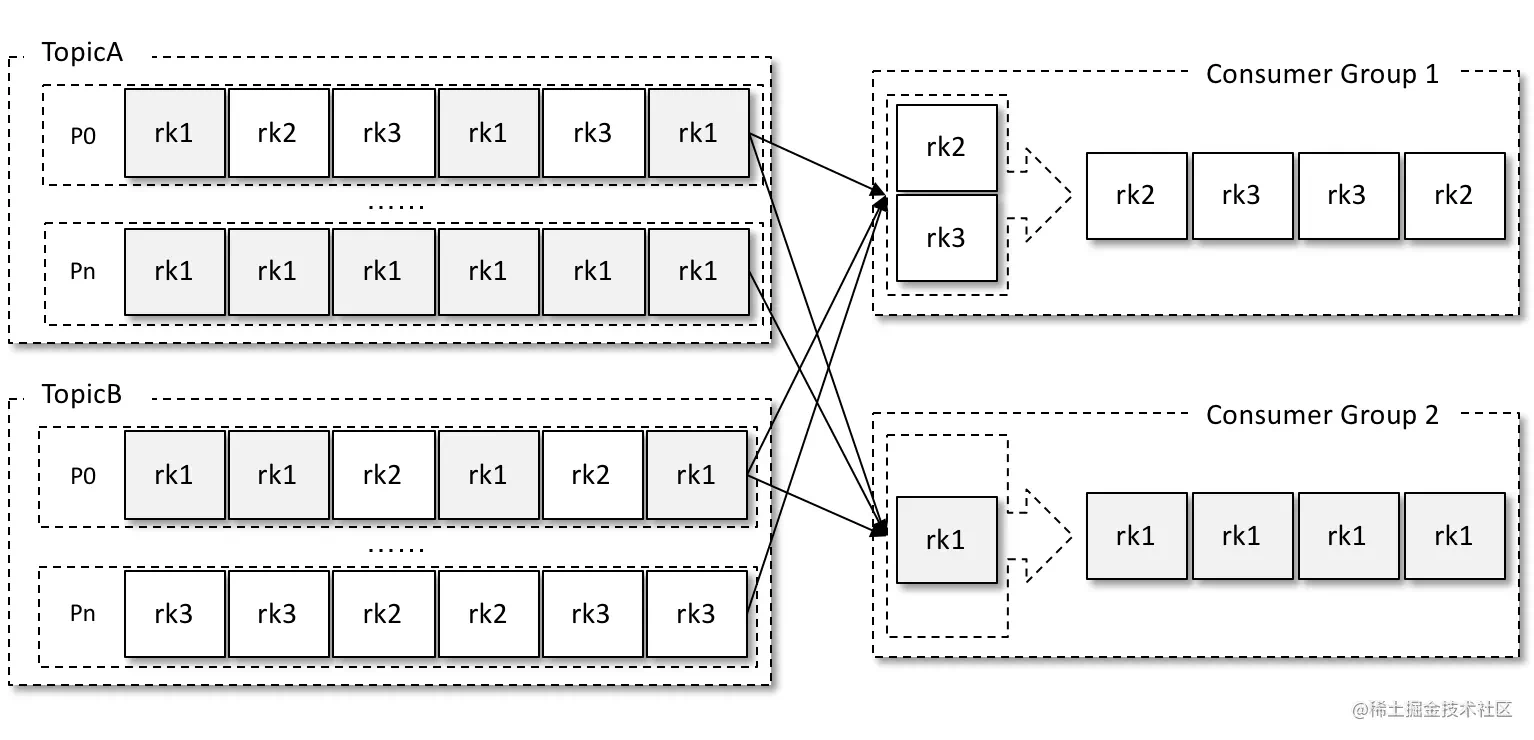 TopicA
P0 rk1 rk2 rk3 rk1 rk3 rk1
……
Pn rk1 rk1 rk1 rk1 rk1 rk1
TopicB
P0 rk1 rk1 rk2 rk1 rk2 rk1
……
Pn rk3 rk3 rk2 rk2 rk3 rk3
Consumer Group 1
rk2
rk3
rk2 rk3 rk3 rk2
Consumer Group 2
rk1
rk1 rk1 rk1 rk1
@稀土掘金技术社区